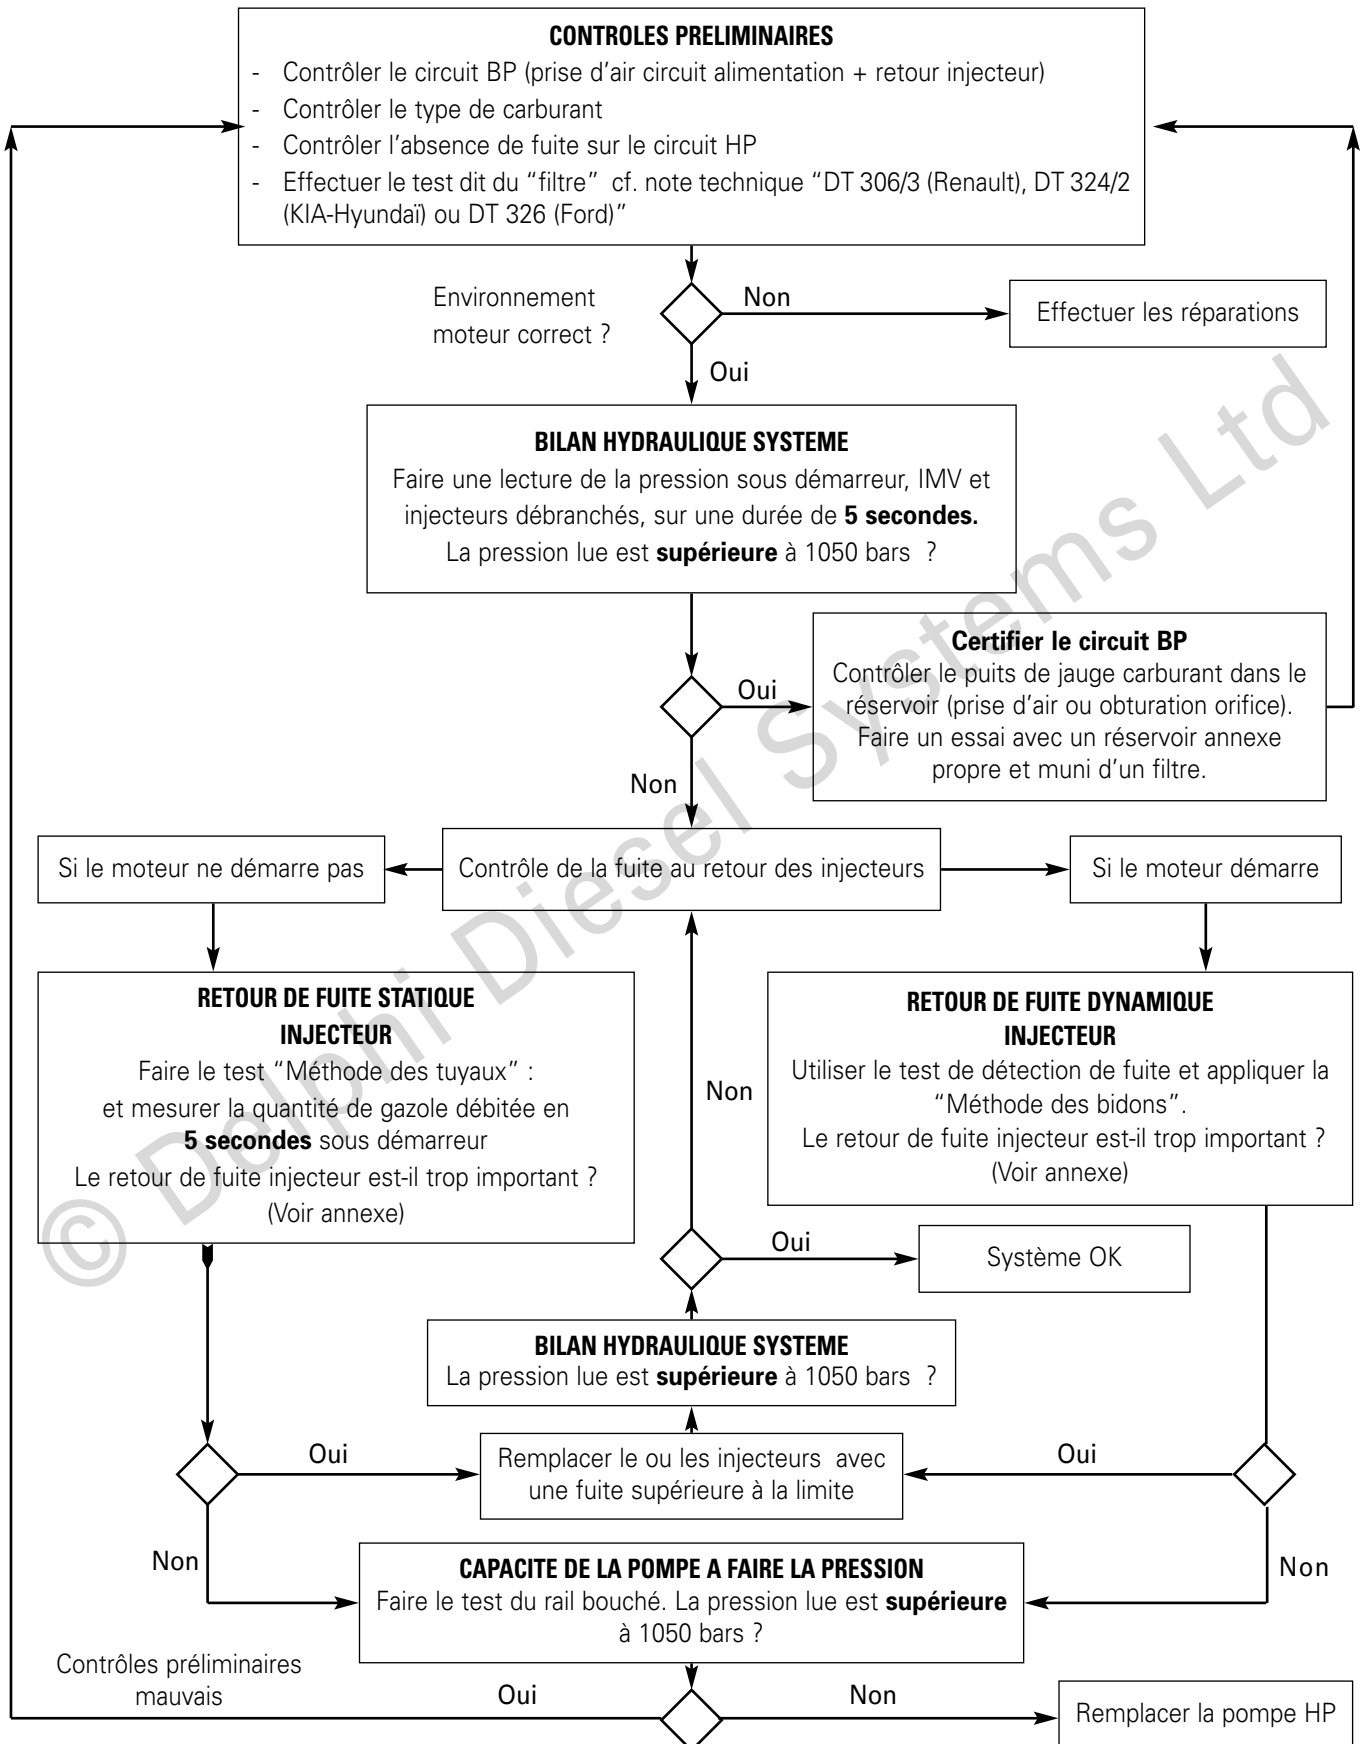 CONTROLES PRELIMINAIRES
- Contrôler le circuit BP (prise d'air circuit alimentation + retour injecteur)
- Contrôler le type de carburant
- Contrôler l'absence de fuite sur le circuit HP
- Effectuer le test dit du “filtre” cf. note technique “DT 306/3 (Renault), DT 324/2
(KIA-Hyundaï) ou DT 326 (Ford)”
Environnement
moteur correct ?
Non
Effectuer les réparations
Oui
BILAN HYDRAULIQUE SYSTEME
Faire une lecture de la pression sous démarreur, IMV et
injecteurs débranchés, sur une durée de 5 secondes.
La pression lue est supérieure à 1050 bars ?
Oui
Certifier le circuit BP
Contrôler le puits de jauge carburant dans le
réservoir (prise d'air ou obturation orifice).
Faire un essai avec un réservoir annexe
propre et muni d'un filtre.
Non
Si le moteur ne démarre pas
Contrôle de la fuite au retour des injecteurs
Si le moteur démarre
RETOUR DE FUITE STATIQUE
INJECTEUR
Faire le test “Méthode des tuyaux” :
et mesurer la quantité de gazole débitée en
5 secondes sous démarreur
Le retour de fuite injecteur est-il trop important ?
(Voir annexe)
Non
RETOUR DE FUITE DYNAMIQUE
INJECTEUR
Utiliser le test de détection de fuite et appliquer la
“Méthode des bidons”.
Le retour de fuite injecteur est-il trop important ?
(Voir annexe)
Oui
Système OK
BILAN HYDRAULIQUE SYSTEME
La pression lue est supérieure à 1050 bars ?
Oui
Remplacer le ou les injecteurs avec
une fuite supérieure à la limite
Oui
Non
CAPACITE DE LA POMPE A FAIRE LA PRESSION
Faire le test du rail bouché. La pression lue est supérieure
à 1050 bars ?
Non
Contrôles préliminaires
mauvais
Oui
Non
Remplacer la pompe HP
© Delphi Diesel Systems Ltd